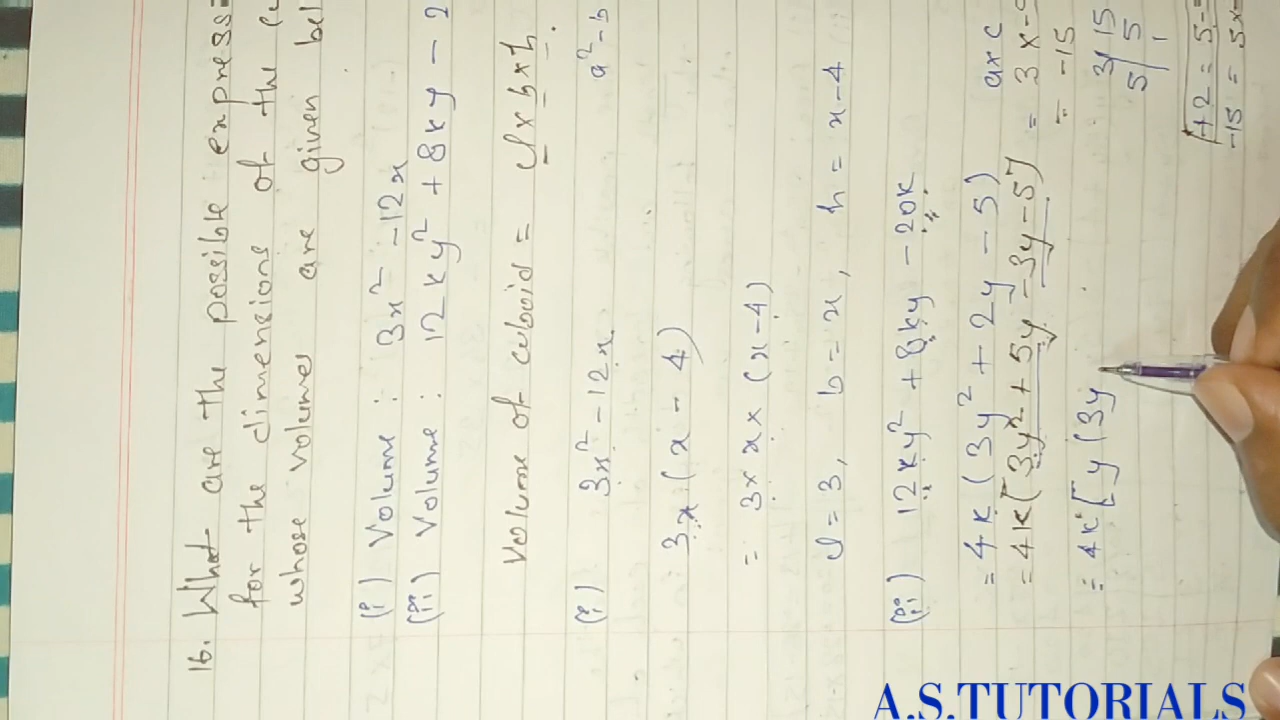 16. What are the possible express
for the dimensions of the cu
whose volumes are given bel
(i) Volume : 3x² - 12x
(ii) Volume : 12ky² + 8ky - 2
Volume of cuboid = l × b × h.
(i) 3x² - 12x a² - b
3x(x - 4)
= 3 × x × (x - 4)
l = 3, b = x, h = x - 4
(ii) 12ky² + 8ky - 20k
= 4k(3y² + 2y - 5) a×c
= 4k[3y² + 5y - 3y - 5] = 3 × -5
= -15
= 4k[y(3y
3/15
5/5
1
+2 = 5 -
-15 = 5 × -
A.S.TUTORIALS